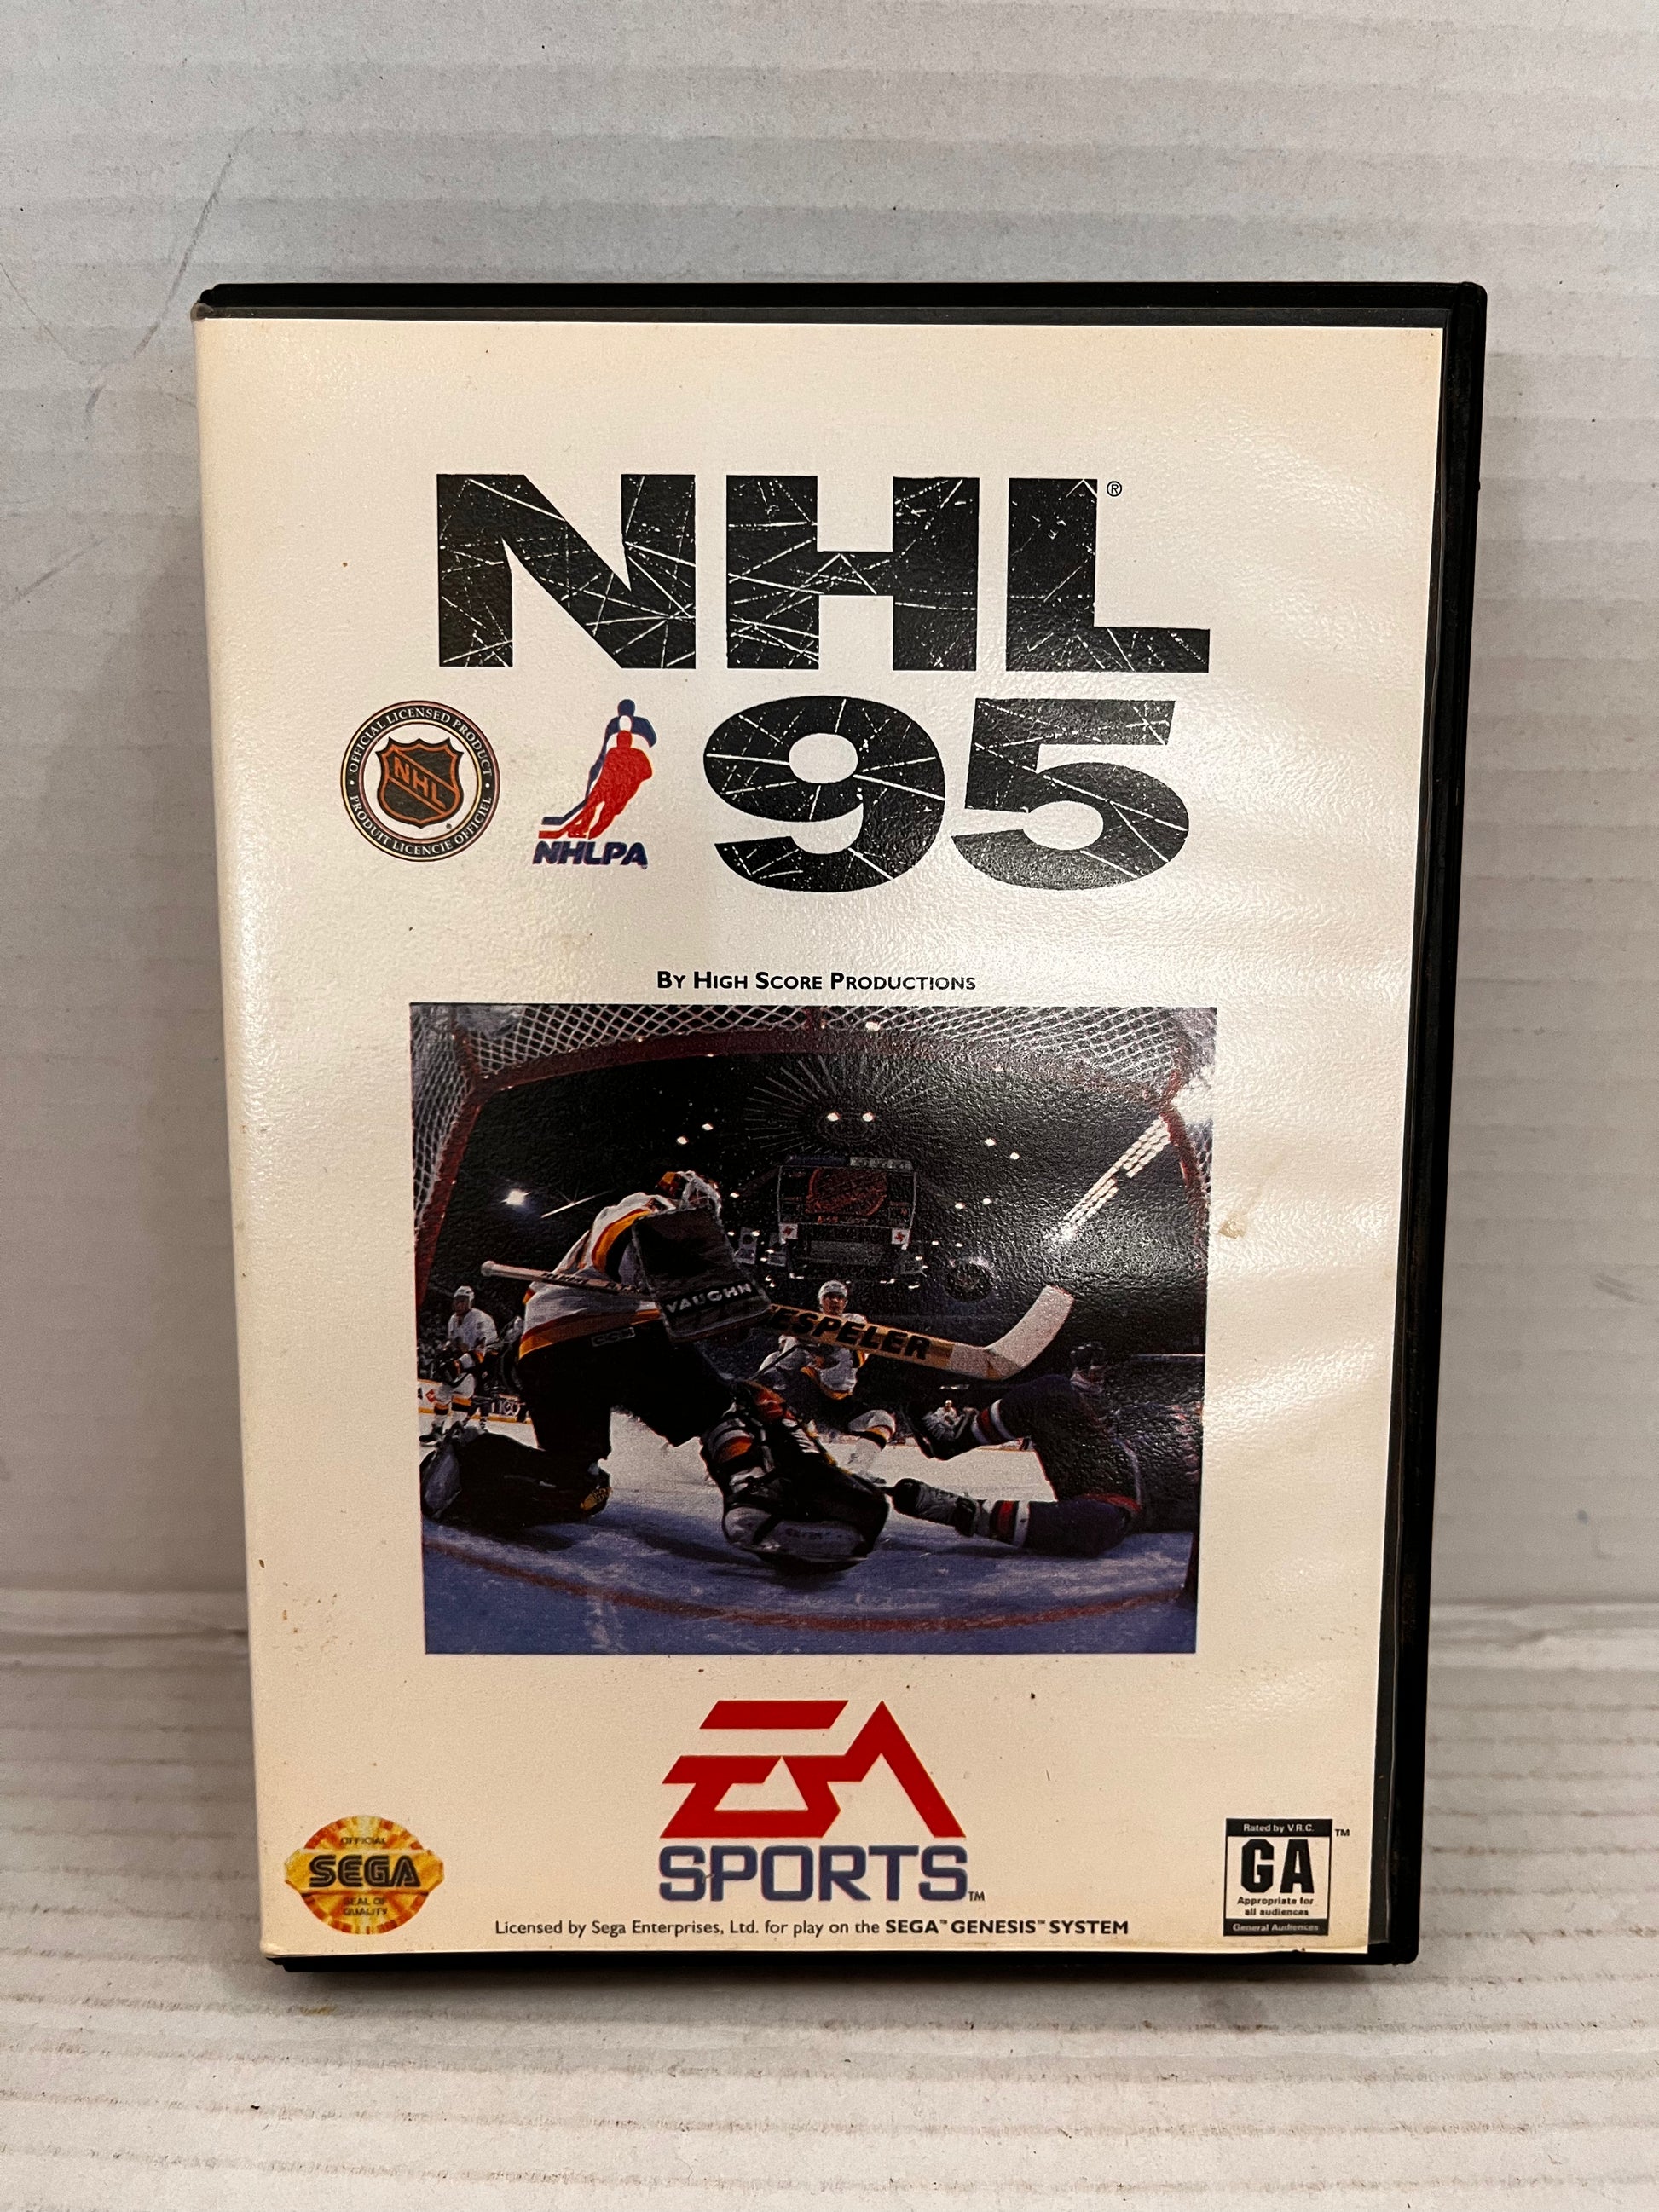 NHL®
95
OFFICIAL LICENSED PRODUCT
NHL
PRODUIT LICENCIE OFFICIEL
NHLPA
BY HIGH SCORE PRODUCTIONS
VAUGHN
HESPELER
EA
SPORTS™
OFFICIAL
SEGA
SEAL OF
QUALITY
Licensed by Sega Enterprises, Ltd. for play on the SEGA™ GENESIS™ SYSTEM
Rated by V.R.C. ™
GA
Appropriate for
all audiences
General Audiences